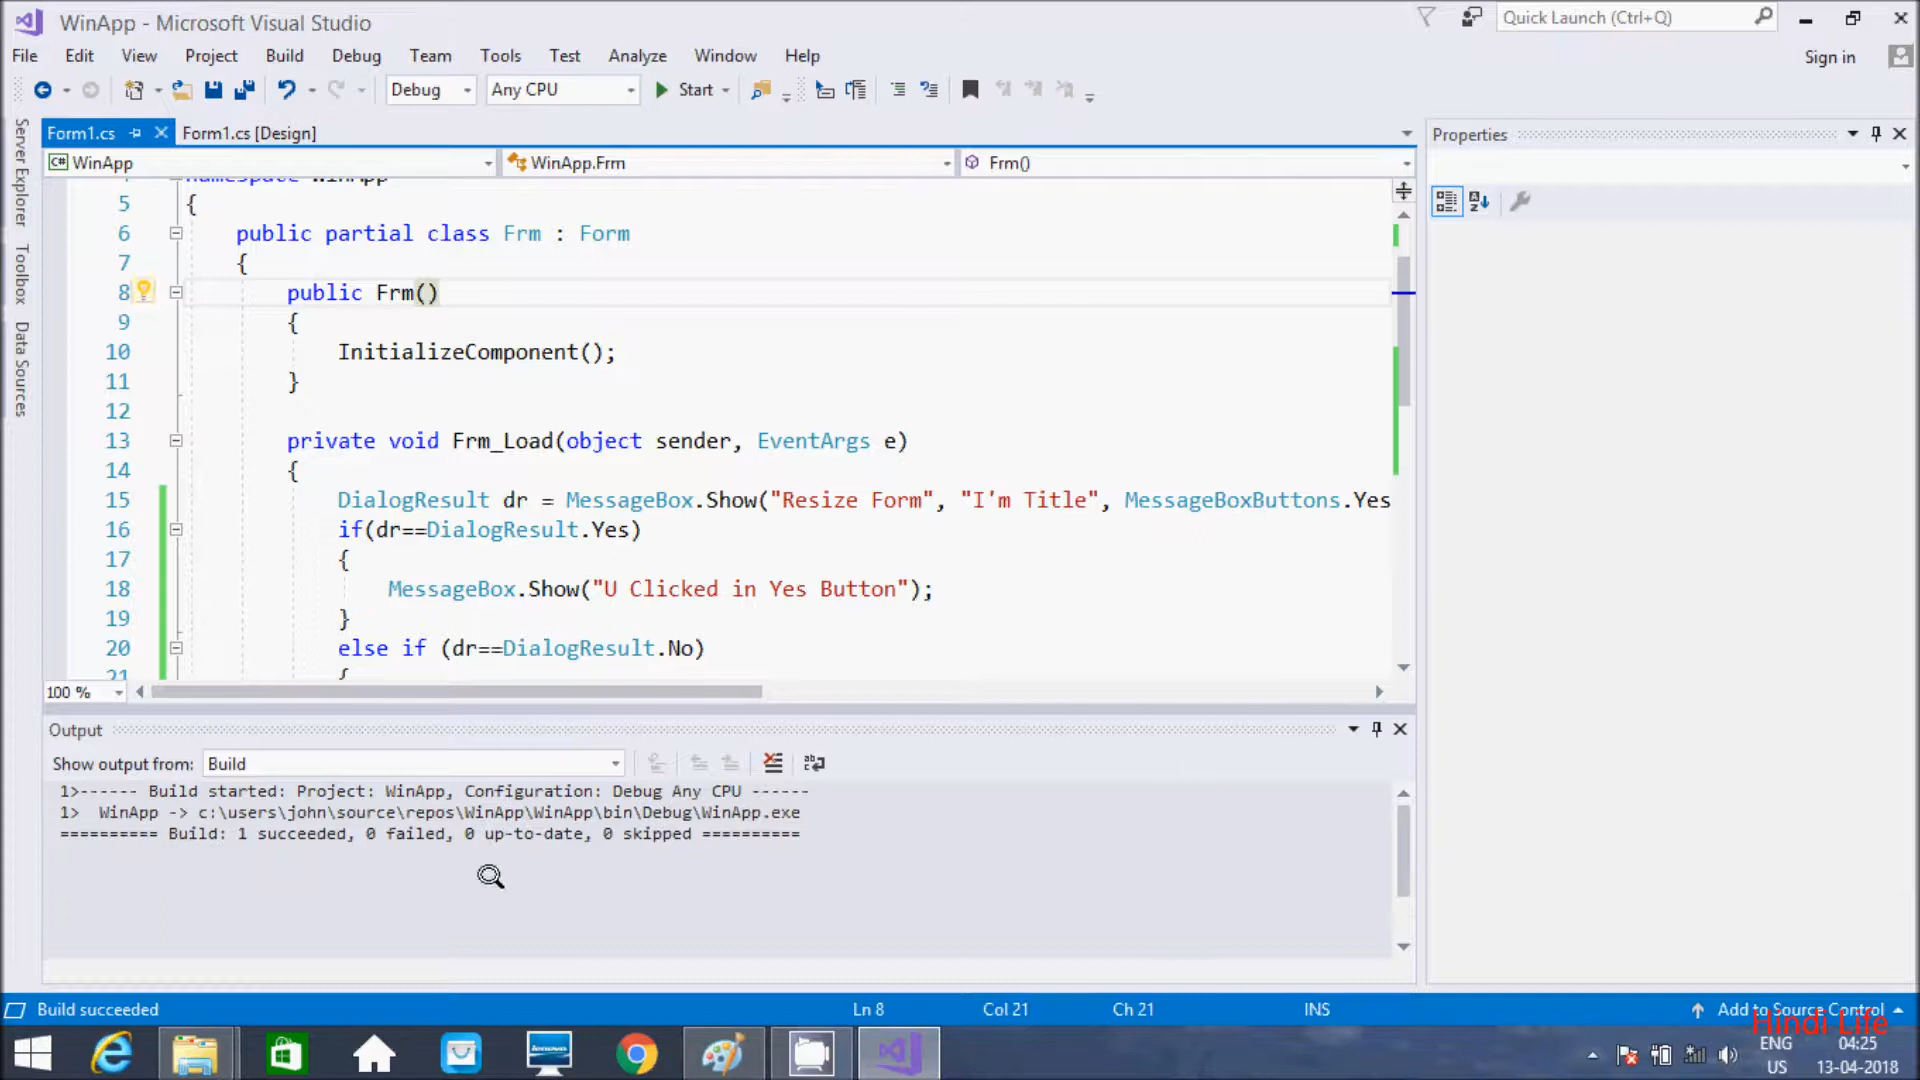 WinApp - Microsoft Visual Studio
Quick Launch (Ctrl+Q)
File Edit View Project Build Debug Team Tools Test Analyze Window Help
Sign in
Debug Any CPU Start
Form1.cs Form1.cs [Design]
Properties
C# WinApp WinApp.Frm Frm()
Server Explorer
Toolbox
Data Sources
namespace WinApp
5 {
6 public partial class Frm : Form
7 {
8 public Frm()
9 {
10 InitializeComponent();
11 }
12
13 private void Frm_Load(object sender, EventArgs e)
14 {
15 DialogResult dr = MessageBox.Show("Resize Form", "I'm Title", MessageBoxButtons.Yes
16 if(dr==DialogResult.Yes)
17 {
18 MessageBox.Show("U Clicked in Yes Button");
19 }
20 else if (dr==DialogResult.No)
21 {
100 %
Output
Show output from: Build
1>------ Build started: Project: WinApp, Configuration: Debug Any CPU ------
1> WinApp -> c:\users\john\source\repos\WinApp\WinApp\bin\Debug\WinApp.exe
========== Build: 1 succeeded, 0 failed, 0 up-to-date, 0 skipped ==========
Build succeeded Ln 8 Col 21 Ch 21 INS Add to Source Control
Hindi Life
ENG 04:25
US 13-04-2018